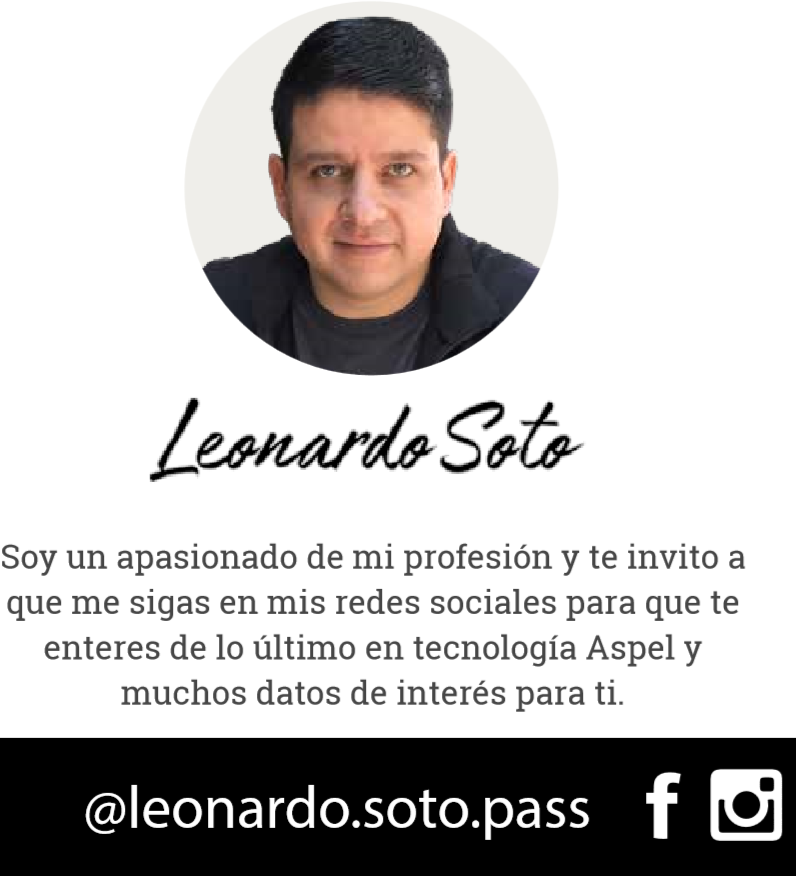 Leonardo Soto
Soy un apasionado de mi profesión y te invito a
que me sigas en mis redes sociales para que te
enteres de lo último en tecnología Aspel y
muchos datos de interés para ti.
@leonardo.soto.pass